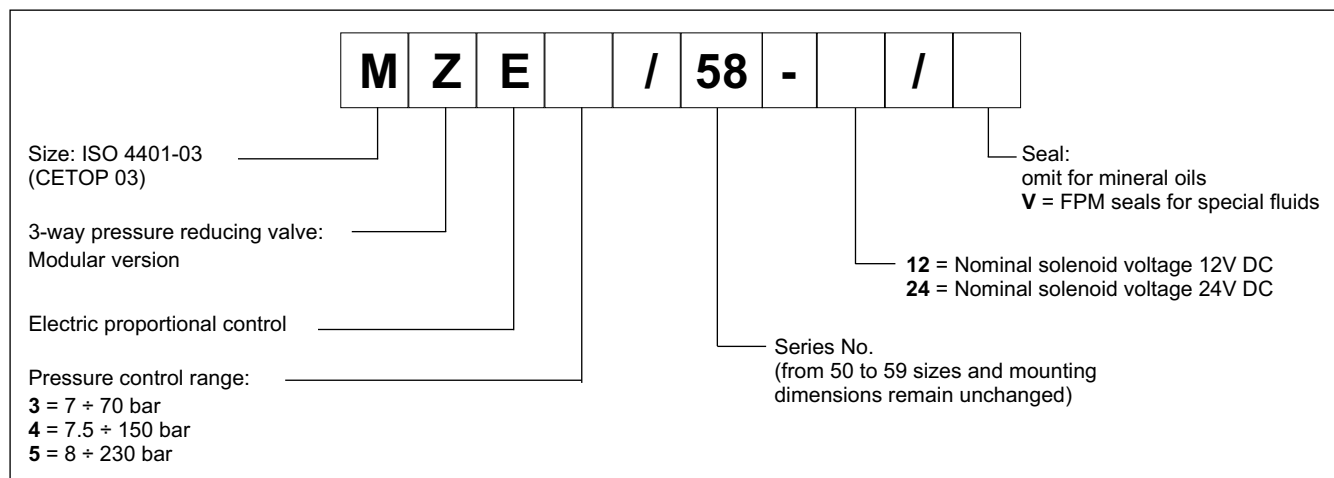 M Z E / 58 - /
Size: ISO 4401-03
(CETOP 03)
3-way pressure reducing valve:
Modular version
Electric proportional control
Pressure control range:
3 = 7 ÷ 70 bar
4 = 7.5 ÷ 150 bar
5 = 8 ÷ 230 bar
Seal:
omit for mineral oils
V = FPM seals for special fluids
12 = Nominal solenoid voltage 12V DC
24 = Nominal solenoid voltage 24V DC
Series No.
(from 50 to 59 sizes and mounting
dimensions remain unchanged)